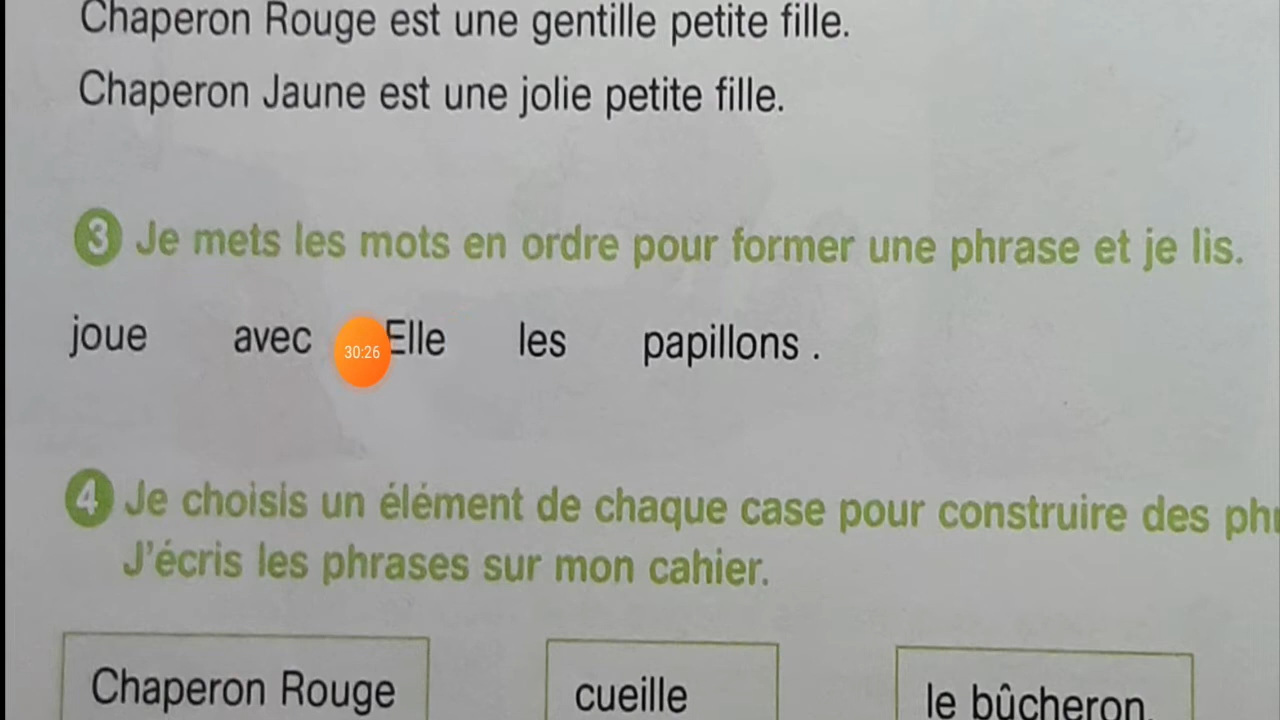 Chaperon Rouge est une gentille petite fille.
Chaperon Jaune est une jolie petite fille.
3 Je mets les mots en ordre pour former une phrase et je lis.
joue avec Elle les papillons .
30:26
4 Je choisis un élément de chaque case pour construire des
J'écris les phrases sur mon cahier.
Chaperon Rouge cueille le bûcheron.